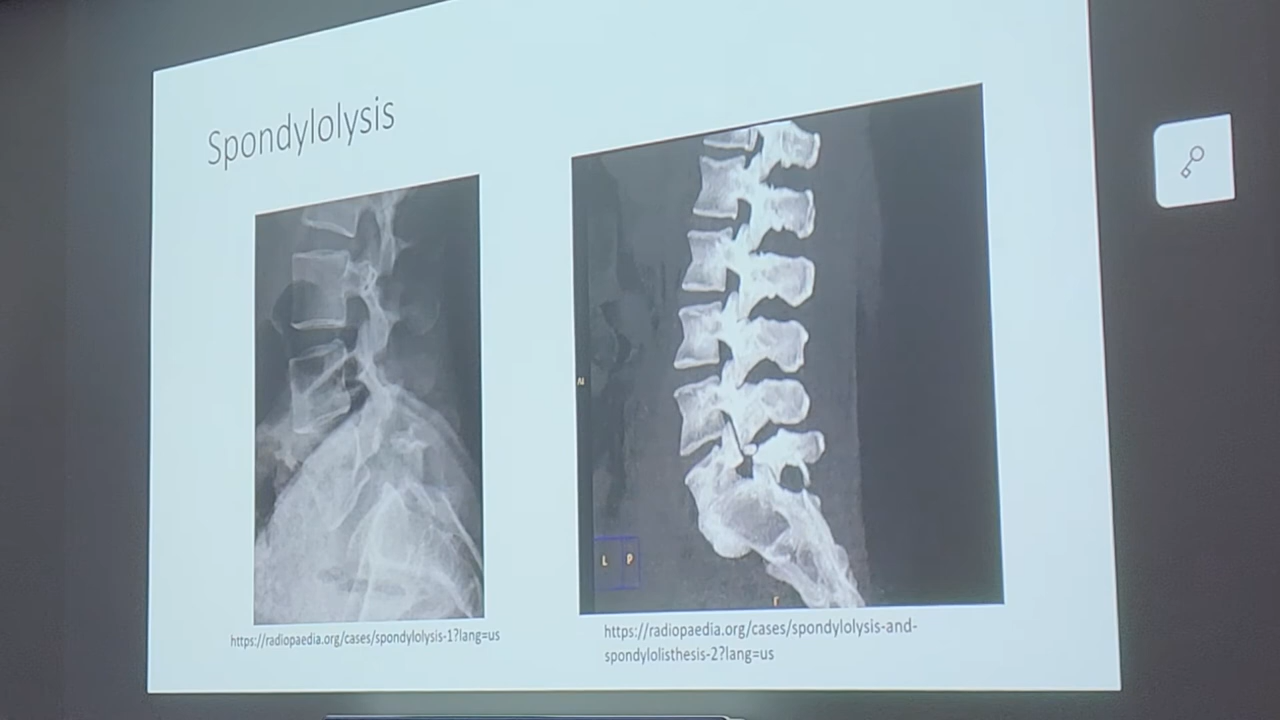 Spondylolysis
AI
L P
https://radiopaedia.org/cases/spondylolysis-1?lang=us
https://radiopaedia.org/cases/spondylolysis-and-
spondylolisthesis-2?lang=us